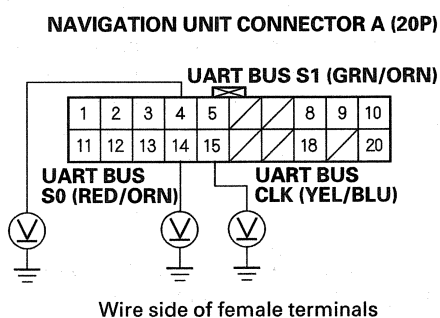 NAVIGATION UNIT CONNECTOR A (20P)
UART BUS S1 (GRN/ORN)
1 2 3 4 5 8 9 10
11 12 13 14 15 18 20
UART BUS
S0 (RED/ORN)
UART BUS
CLK (YEL/BLU)
V V V
Wire side of female terminals